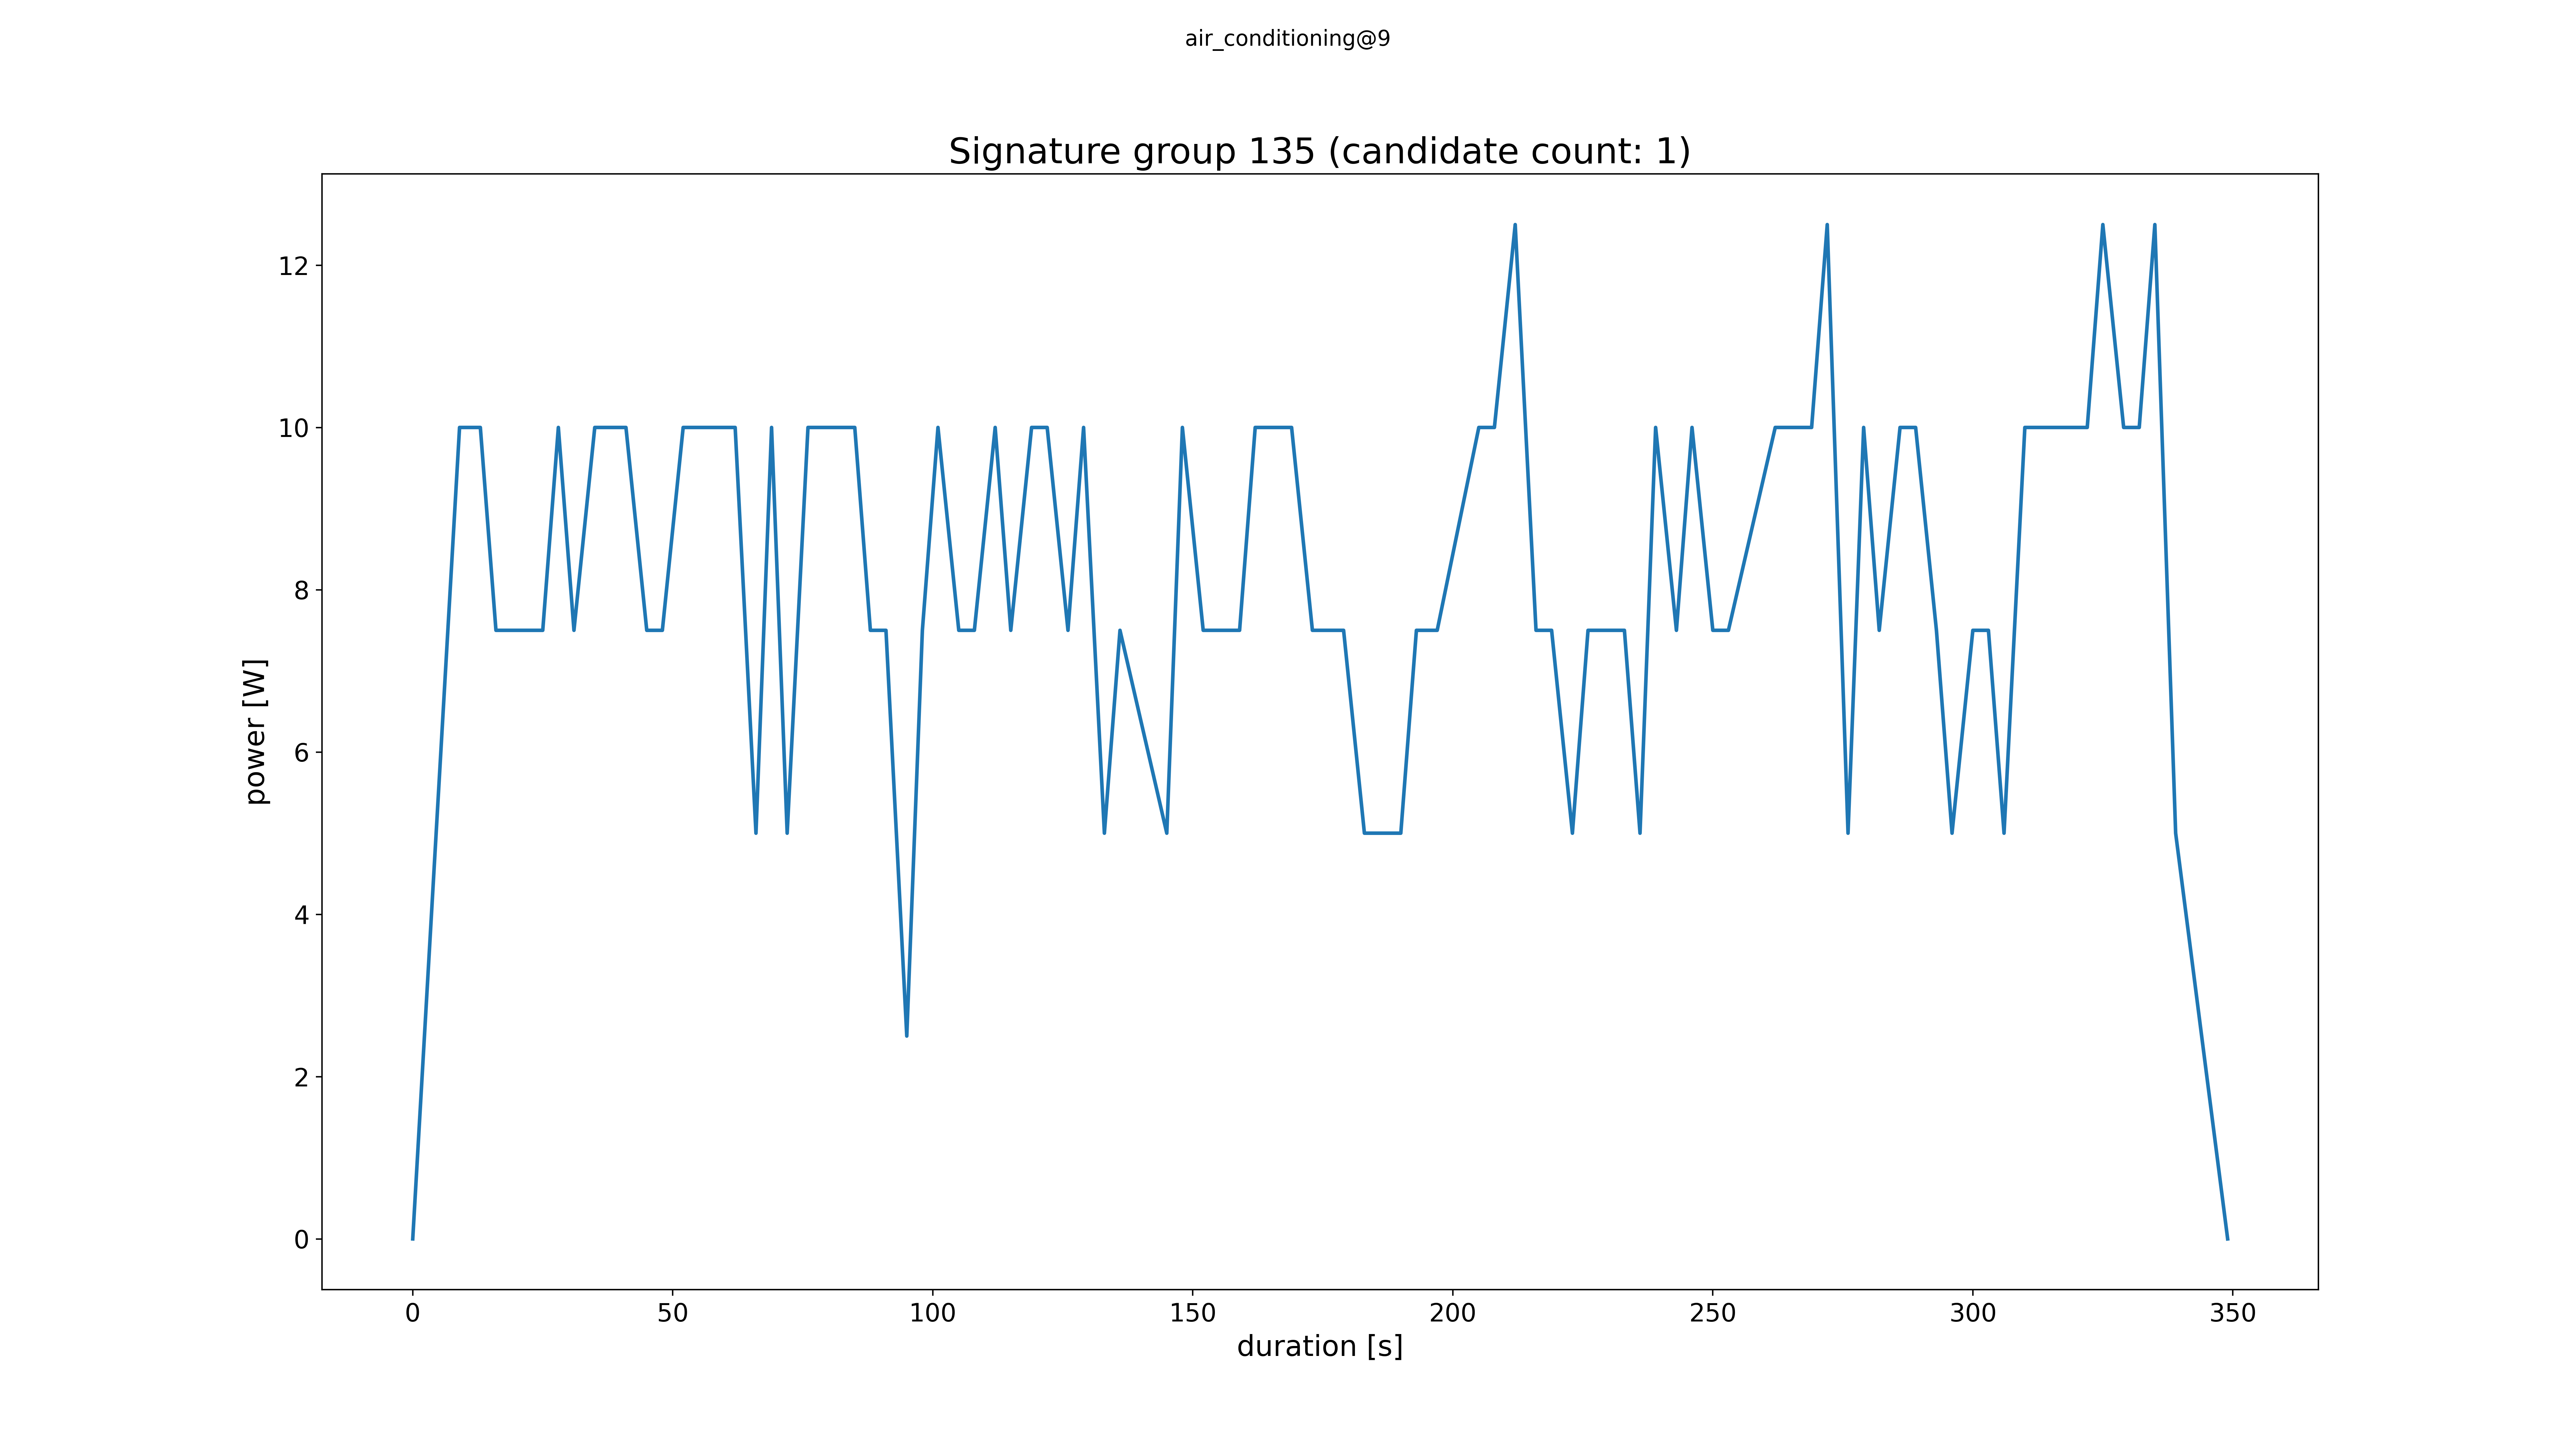 air_conditioning@9
Signature group 135 (candidate count: 1)
12
10
8
6
4
2
0
power [W]
0 50 100 150 200 250 300 350
duration [s]